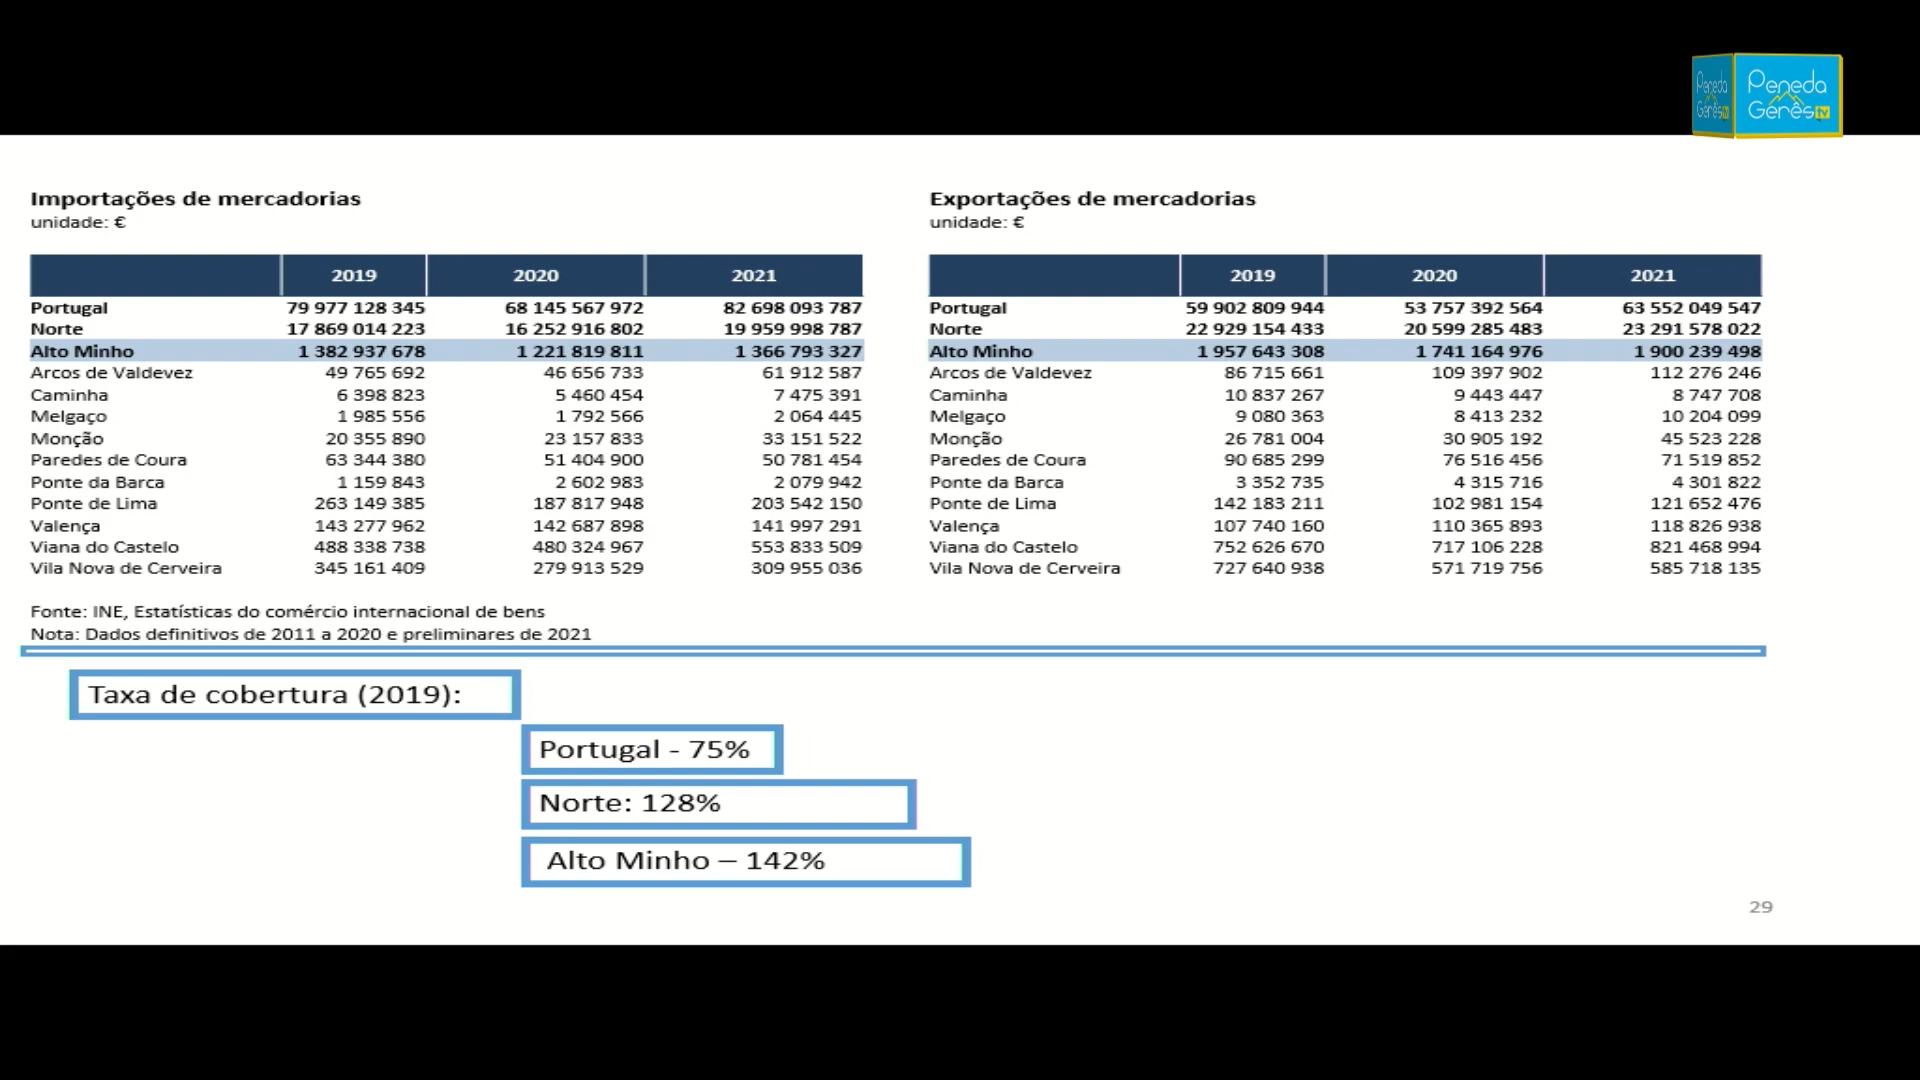 Peneda
Gerês tv
Peneda
Gerês tv
Importações de mercadorias
unidade: €
2019 2020 2021
Portugal 79 977 128 345 68 145 567 972 82 698 093 787
Norte 17 869 014 223 16 252 916 802 19 959 998 787
Alto Minho 1 382 937 678 1 221 819 811 1 366 793 327
Arcos de Valdevez 49 765 692 46 656 733 61 912 587
Caminha 6 398 823 5 460 454 7 475 391
Melgaço 1 985 556 1 792 566 2 064 445
Monção 20 355 890 23 157 833 33 151 522
Paredes de Coura 63 344 380 51 404 900 50 781 454
Ponte da Barca 1 159 843 2 602 983 2 079 942
Ponte de Lima 263 149 385 187 817 948 203 542 150
Valença 143 277 962 142 687 898 141 997 291
Viana do Castelo 488 338 738 480 324 967 553 833 509
Vila Nova de Cerveira 345 161 409 279 913 529 309 955 036
Exportações de mercadorias
unidade: €
2019 2020 2021
Portugal 59 902 809 944 53 757 392 564 63 552 049 547
Norte 22 929 154 433 20 599 285 483 23 291 578 022
Alto Minho 1 957 643 308 1 741 164 976 1 900 239 498
Arcos de Valdevez 86 715 661 109 397 902 112 276 246
Caminha 10 837 267 9 443 447 8 747 708
Melgaço 9 080 363 8 413 232 10 204 099
Monção 26 781 004 30 905 192 45 523 228
Paredes de Coura 90 685 299 76 516 456 71 519 852
Ponte da Barca 3 352 735 4 315 716 4 301 822
Ponte de Lima 142 183 211 102 981 154 121 652 476
Valença 107 740 160 110 365 893 118 826 938
Viana do Castelo 752 626 670 717 106 228 821 468 994
Vila Nova de Cerveira 727 640 938 571 719 756 585 718 135
Fonte: INE, Estatísticas do comércio internacional de bens
Nota: Dados definitivos de 2011 a 2020 e preliminares de 2021
Taxa de cobertura (2019):
Portugal - 75%
Norte: 128%
Alto Minho – 142%
29